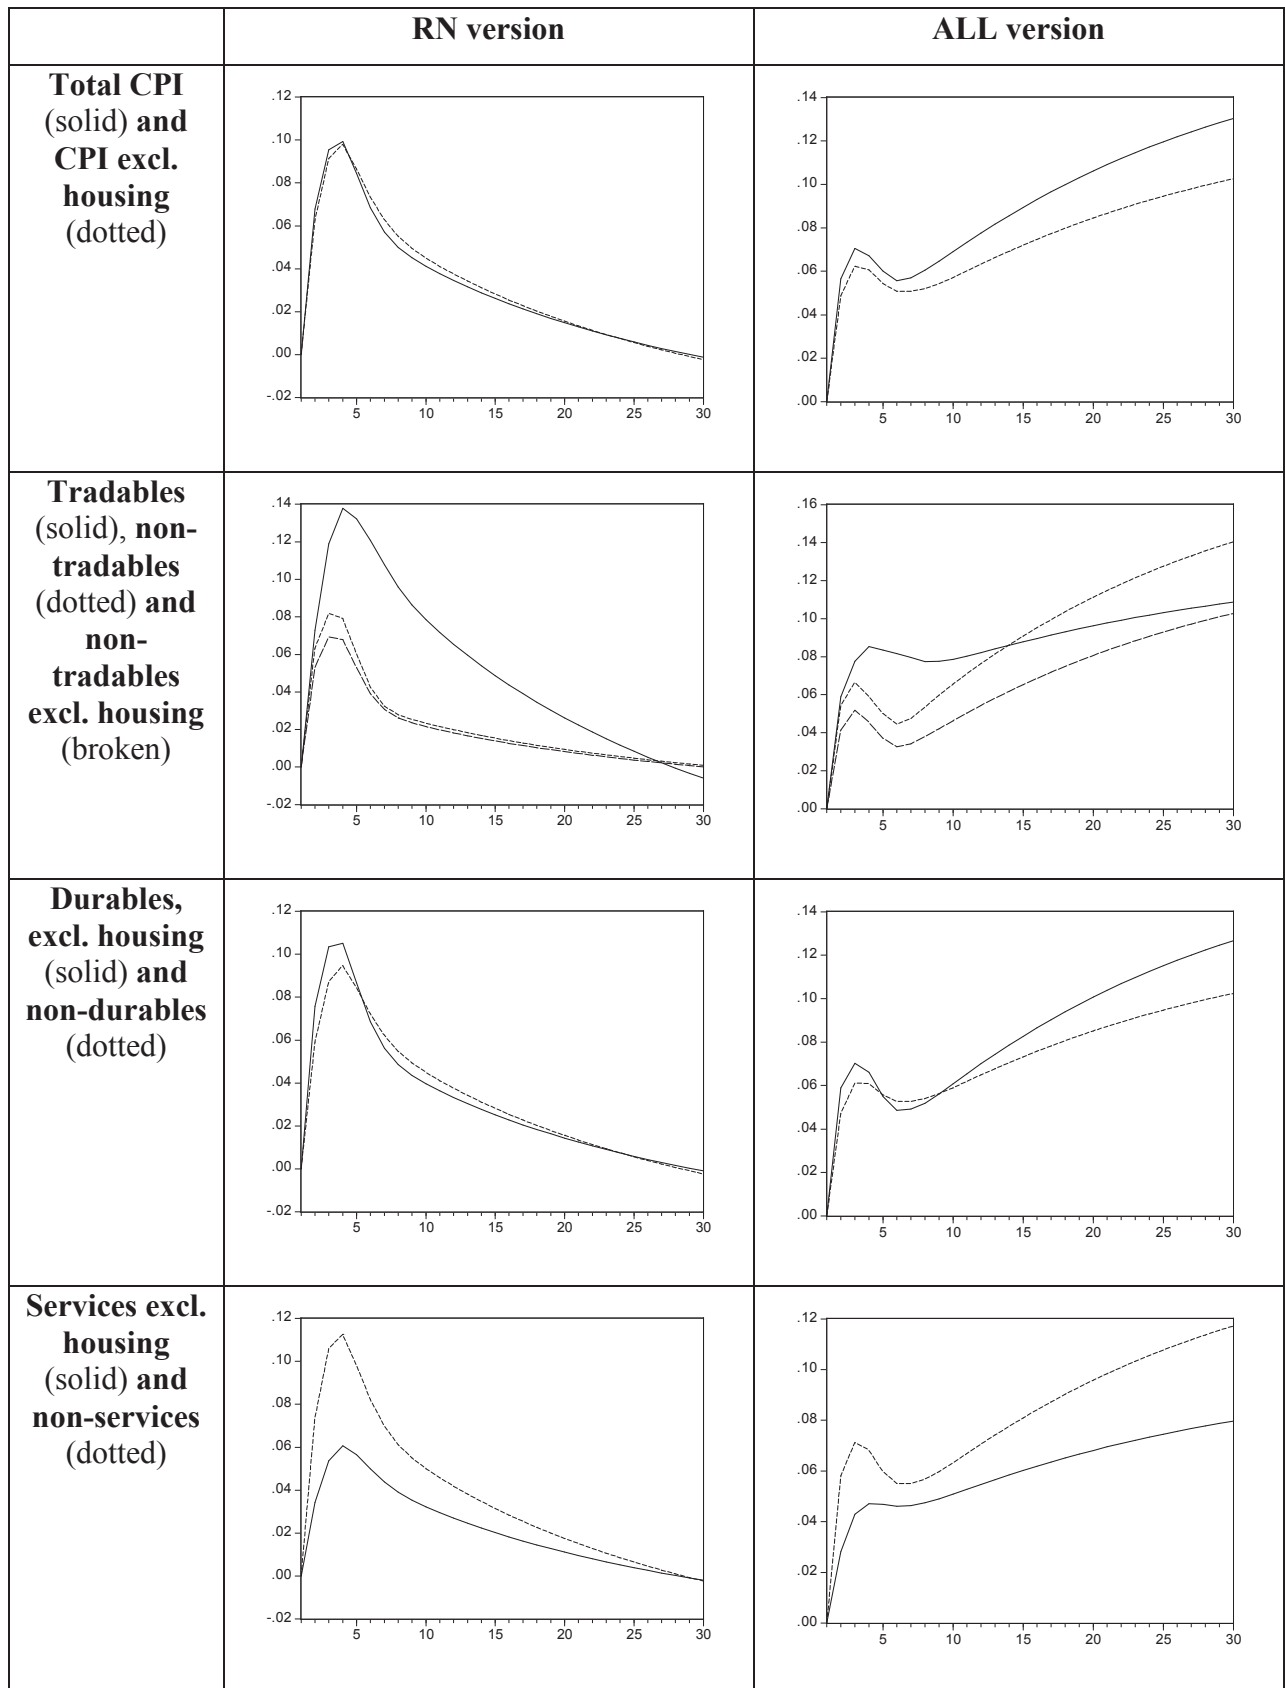 RN version
ALL version
Total CPI
(solid) and
CPI excl.
housing
(dotted)
.12
.10
.08
.06
.04
.02
.00
-.02
5 10 15 20 25 30
.14
.12
.10
.08
.06
.04
.02
.00
5 10 15 20 25 30
Tradables
(solid), non-
tradables
(dotted) and
non-
tradables
excl. housing
(broken)
.14
.12
.10
.08
.06
.04
.02
.00
-.02
5 10 15 20 25 30
.16
.14
.12
.10
.08
.06
.04
.02
.00
5 10 15 20 25 30
Durables,
excl. housing
(solid) and
non-durables
(dotted)
.12
.10
.08
.06
.04
.02
.00
-.02
5 10 15 20 25 30
.14
.12
.10
.08
.06
.04
.02
.00
5 10 15 20 25 30
Services excl.
housing
(solid) and
non-services
(dotted)
.12
.10
.08
.06
.04
.02
.00
-.02
5 10 15 20 25 30
.12
.10
.08
.06
.04
.02
.00
5 10 15 20 25 30